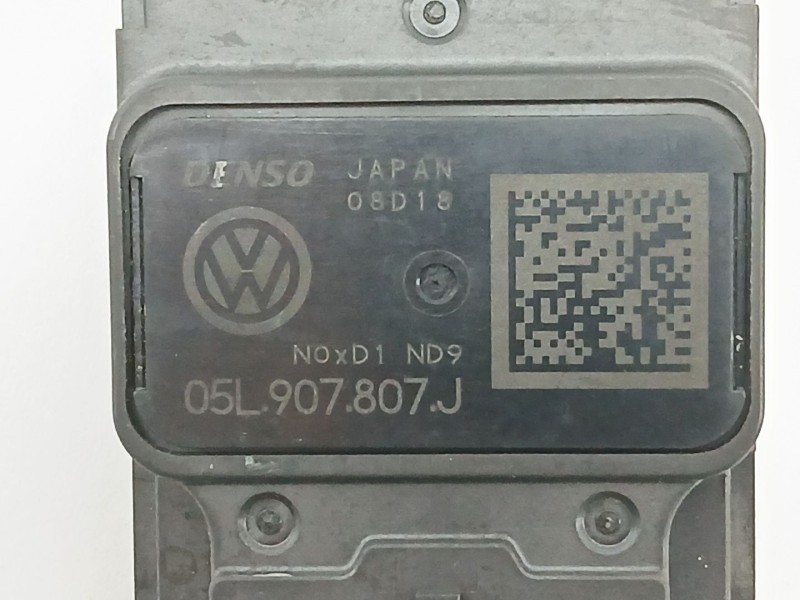 DENSO JAPAN
08D18
NOxD1 ND9
05L.907.807.J